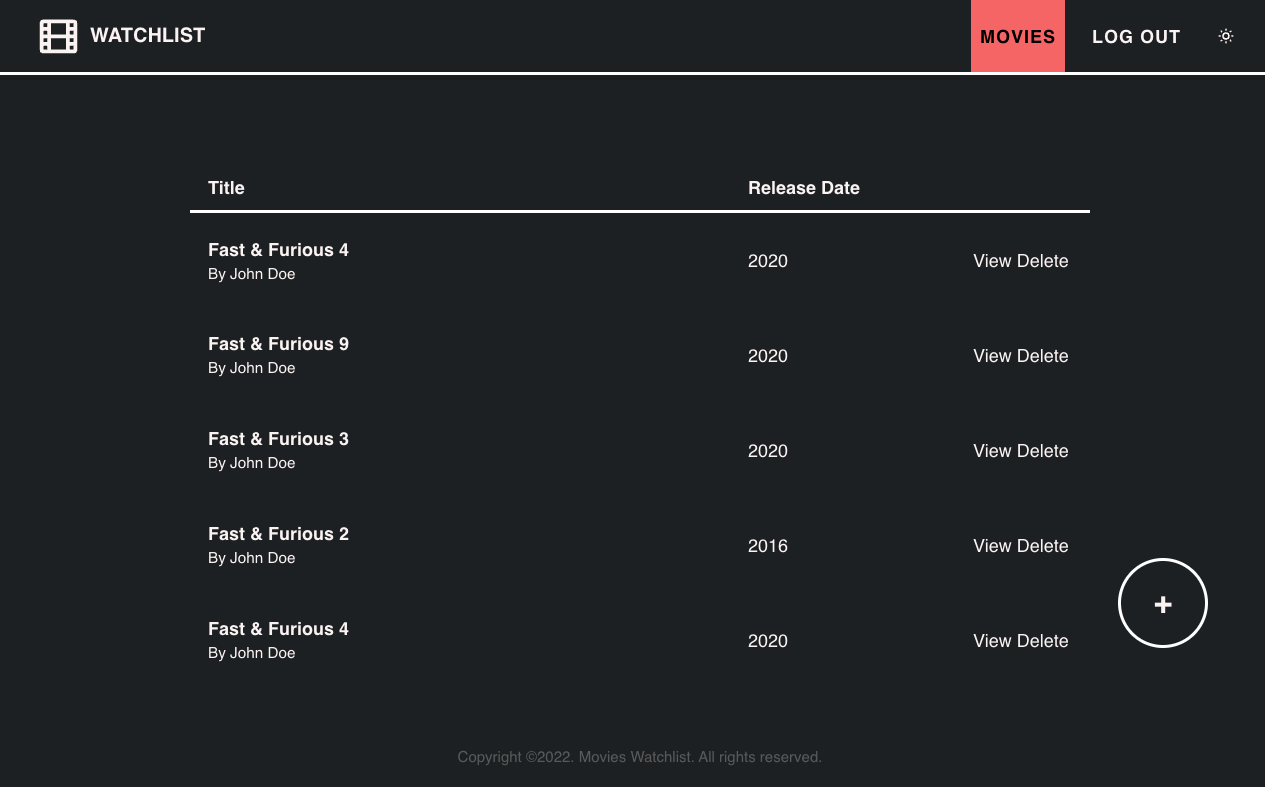 WATCHLIST MOVIES LOG OUT
Title Release Date
Fast & Furious 4
By John Doe
2020 View Delete
Fast & Furious 9
By John Doe
2020 View Delete
Fast & Furious 3
By John Doe
2020 View Delete
Fast & Furious 2
By John Doe
2016 View Delete
Fast & Furious 4
By John Doe
2020 View Delete
+
Copyright ©2022. Movies Watchlist. All rights reserved.